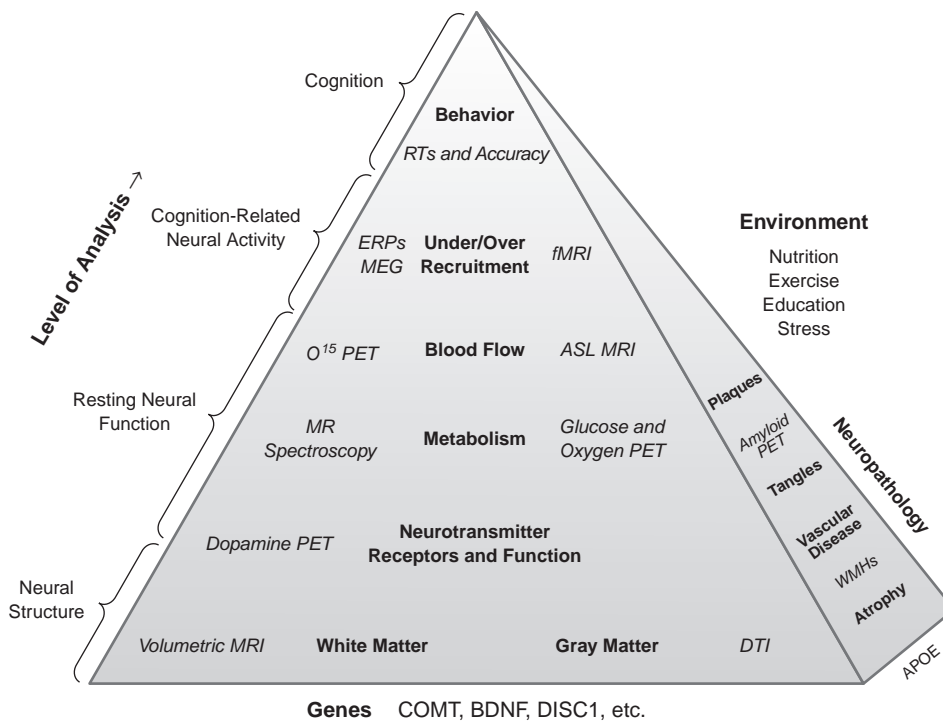 Cognition
Behavior
RTs and Accuracy
Level of Analysis →
Cognition-Related
Neural Activity
ERPs
MEG
Under/Over
Recruitment
fMRI
Environment
Nutrition
Exercise
Education
Stress
O¹⁵ PET
Blood Flow
ASL MRI
Resting Neural
Function
MR
Spectroscopy
Metabolism
Glucose and
Oxygen PET
Plaques
Amyloid
PET
Tangles
Vascular
Disease
WMHs
Atrophy
Neuropathology
Dopamine PET
Neurotransmitter
Receptors and Function
Neural
Structure
Volumetric MRI
White Matter
Gray Matter
DTI
APOE
Genes COMT, BDNF, DISC1, etc.